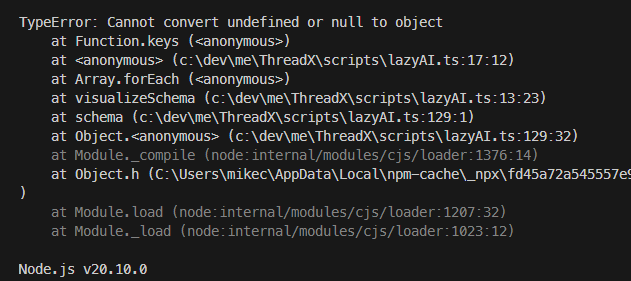 TypeError: Cannot convert undefined or null to object
at Function.keys (<anonymous>)
at <anonymous> (c:\dev\me\ThreadX\scripts\lazyAI.ts:17:12)
at Array.forEach (<anonymous>)
at visualizeSchema (c:\dev\me\ThreadX\scripts\lazyAI.ts:13:23)
at schema (c:\dev\me\ThreadX\scripts\lazyAI.ts:129:1)
at Object.<anonymous> (c:\dev\me\ThreadX\scripts\lazyAI.ts:129:32)
at Module._compile (node:internal/modules/cjs/loader:1376:14)
at Object.h (C:\Users\mikec\AppData\Local\npm-cache\_npx\fd45a72a545557e9
)
at Module.load (node:internal/modules/cjs/loader:1207:32)
at Module._load (node:internal/modules/cjs/loader:1023:12)
Node.js v20.10.0